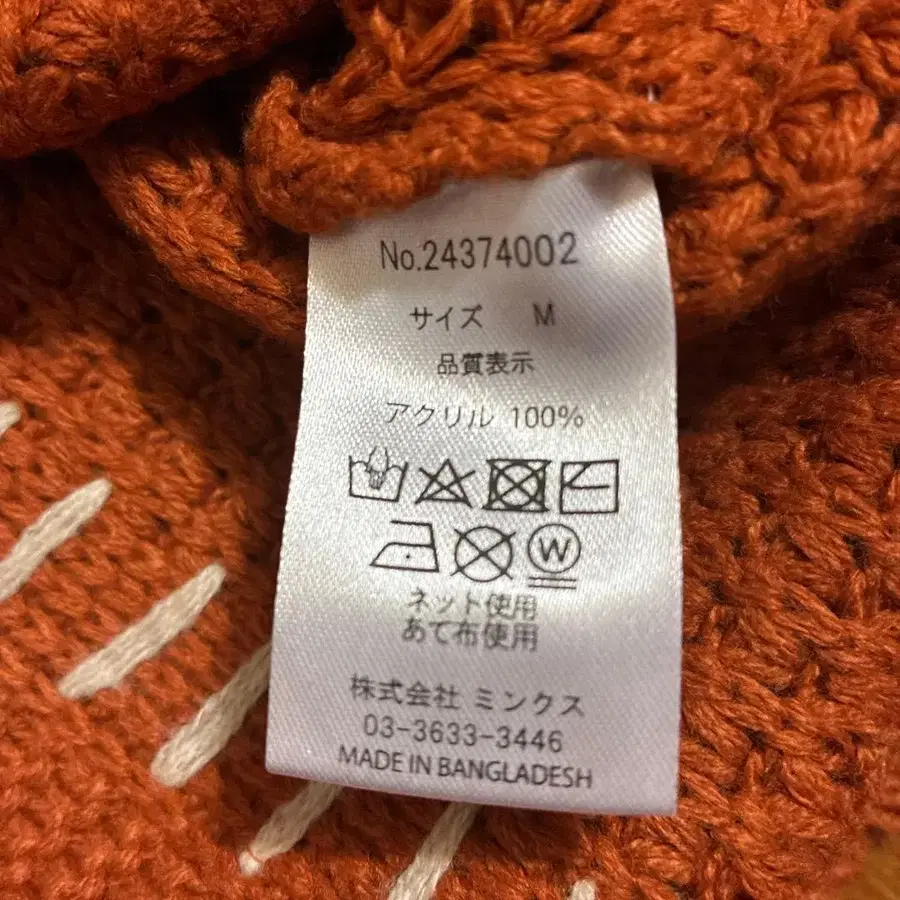 No.24374002
サイズ M
品質表示
アクリル 100%
W
ネット使用
あて布使用
株式会社 ミンクス
03-3633-3446
MADE IN BANGLADESH